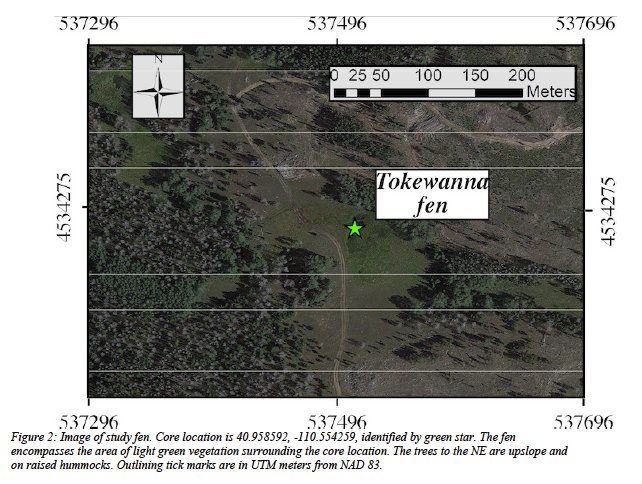 537296 537496 537696
N
0 25 50 100 150 200
Meters
Tokewanna
fen
4534275 4534275
537296 537496 537696
Figure 2: Image of study fen. Core location is 40.958592, -110.554259, identified by green star. The fen
encompasses the area of light green vegetation surrounding the core location. The trees to the NE are upslope and
on raised hummocks. Outlining tick marks are in UTM meters from NAD 83.